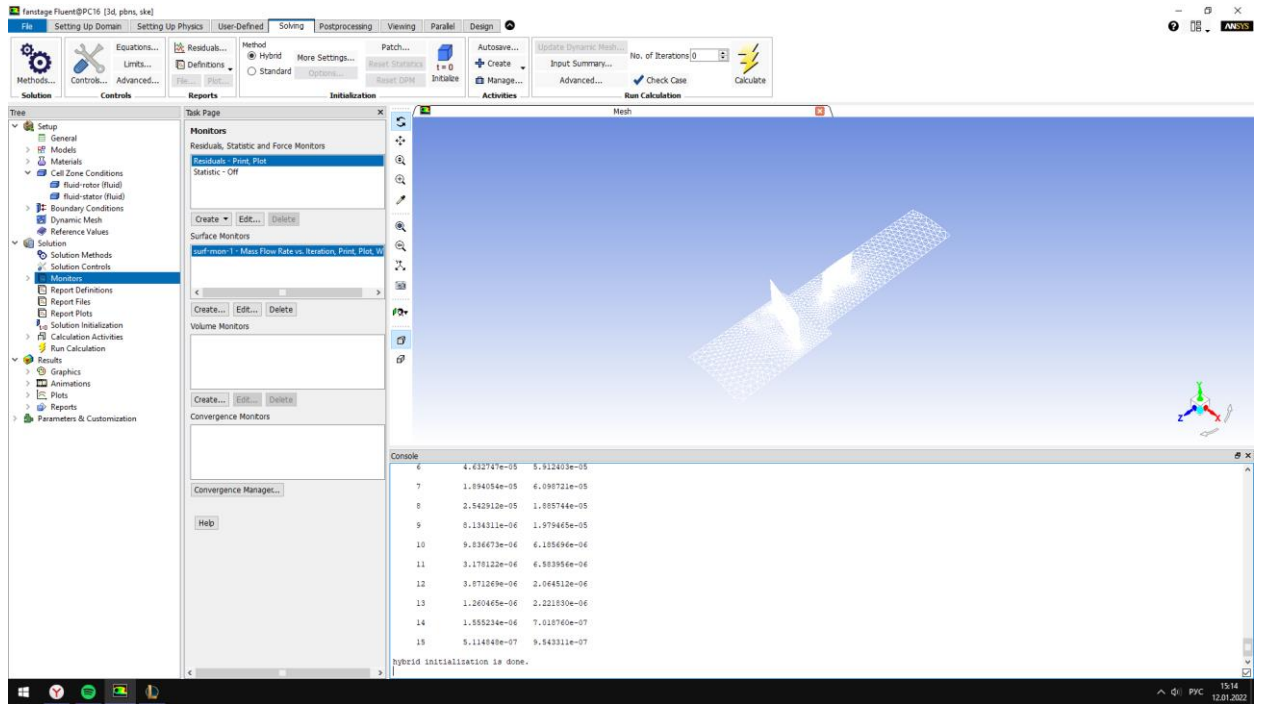 fanstage Fluent@PC16 [3d, pbns, ske]
File Setting Up Domain Setting Up Physics User-Defined Solving Postprocessing Viewing Parallel Design ANSYS
Equations... Residuals... Method Patch... Autosave... Update Dynamic Mesh...
Limits... Definitions Hybrid More Settings... Reset Statistics t = 0 Create Input Summary... No. of Iterations 0
Methods... Controls... Advanced... File... Plot... Standard Options... Reset DPM Initialize Manage... Advanced... Check Case Calculate
Solution Controls Reports Initialization Activities Run Calculation
Tree
Setup
General
Models
Materials
Cell Zone Conditions
fluid-rotor (fluid)
fluid-stator (fluid)
Boundary Conditions
Dynamic Mesh
Reference Values
Solution
Solution Methods
Solution Controls
Monitors
Report Definitions
Report Files
Report Plots
Solution Initialization
Calculation Activities
Run Calculation
Results
Graphics
Animations
Plots
Reports
Parameters & Customization
Task Page
Monitors
Residuals, Statistic and Force Monitors
Residuals - Print, Plot
Statistic - Off
Create Edit... Delete
Surface Monitors
surf-mon-1 - Mass Flow Rate vs. Iteration, Print, Plot, W
Create... Edit... Delete
Volume Monitors
Create... Edit... Delete
Convergence Monitors
Convergence Manager...
Help
Mesh
Y
Z X
Console
6 4.632747e-05 5.912403e-05
7 1.894054e-05 6.098721e-05
8 2.542912e-05 1.885744e-05
9 8.134311e-06 1.979465e-05
10 9.836673e-06 6.185696e-06
11 3.178122e-06 6.583956e-06
12 3.871269e-06 2.064512e-06
13 1.260465e-06 2.221830e-06
14 1.555234e-06 7.018760e-07
15 5.114848e-07 9.543311e-07
hybrid initialization is done.
РУС 15:14
12.01.2022